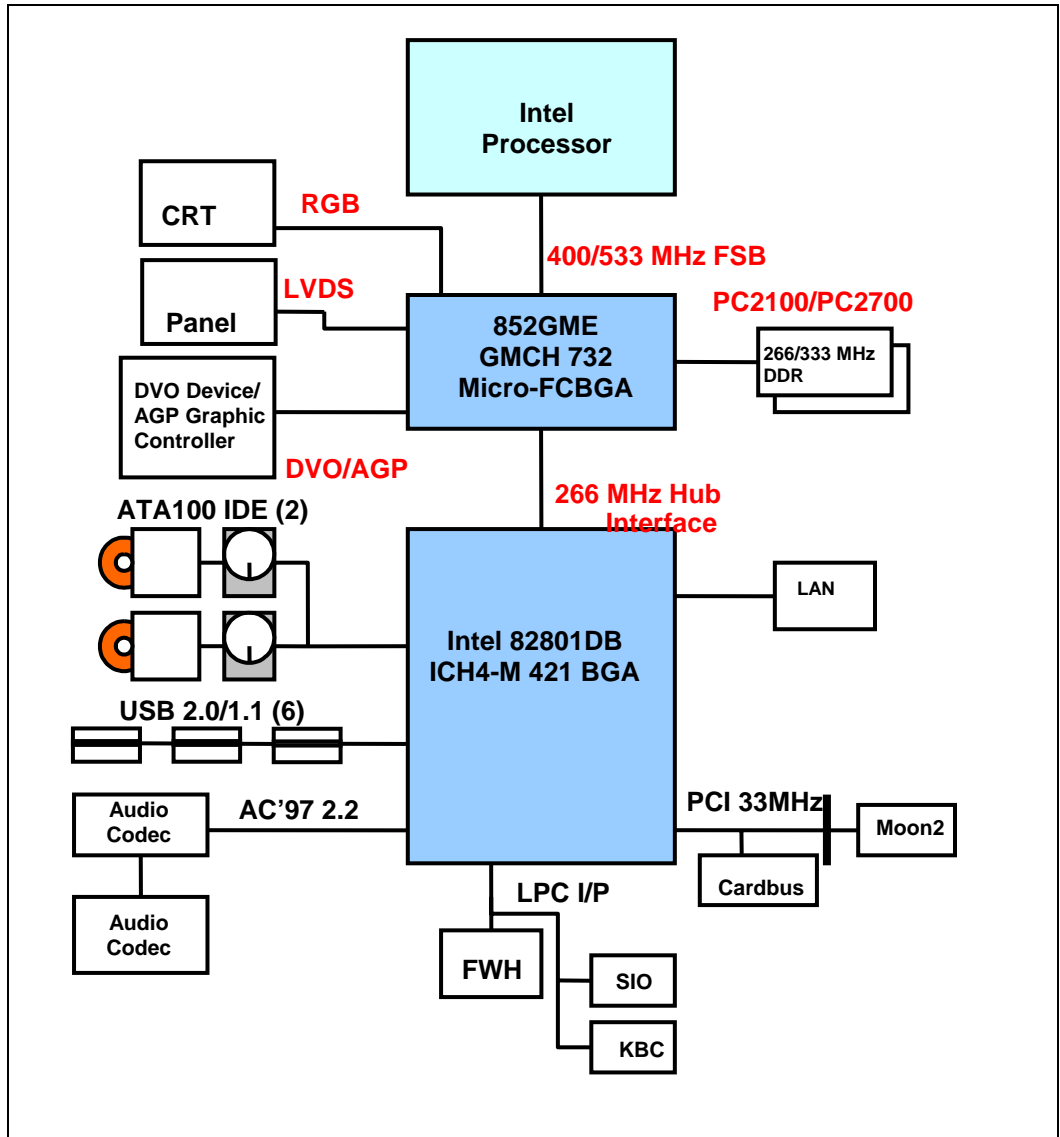 Intel
Processor
CRT
RGB
400/533 MHz FSB
LVDS
Panel
PC2100/PC2700
852GME
GMCH 732
Micro-FCBGA
266/333 MHz
DDR
DVO Device/
AGP Graphic
Controller
DVO/AGP
266 MHz Hub
Interface
ATA100 IDE (2)
LAN
Intel 82801DB
ICH4-M 421 BGA
USB 2.0/1.1 (6)
Audio
Codec
AC’97 2.2
PCI 33MHz
Moon2
Cardbus
LPC I/P
Audio
Codec
FWH
SIO
KBC